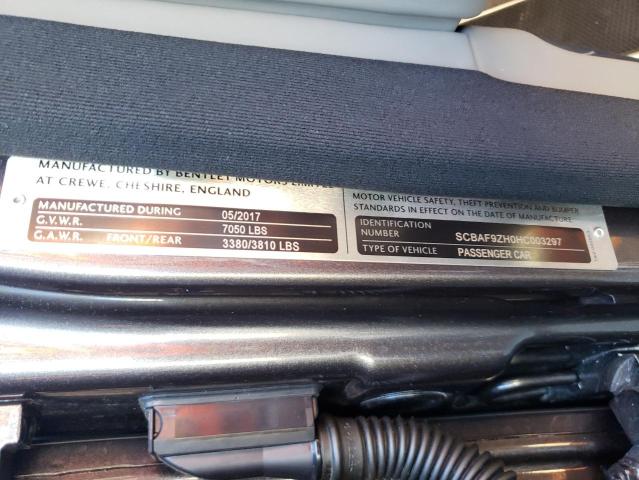 MANUFACTURED BY BENTLEY MOTORS LIMITED
AT CREWE, CHESHIRE, ENGLAND
MANUFACTURED DURING 05/2017
G.V.W.R. 7050 LBS
G.A.W.R. FRONT/REAR 3380/3810 LBS
MOTOR VEHICLE SAFETY, THEFT PREVENTION AND BUMPER
STANDARDS IN EFFECT ON THE DATE OF MANUFACTURE
IDENTIFICATION
NUMBER SCBAF9ZH0HC003297
TYPE OF VEHICLE PASSENGER CAR